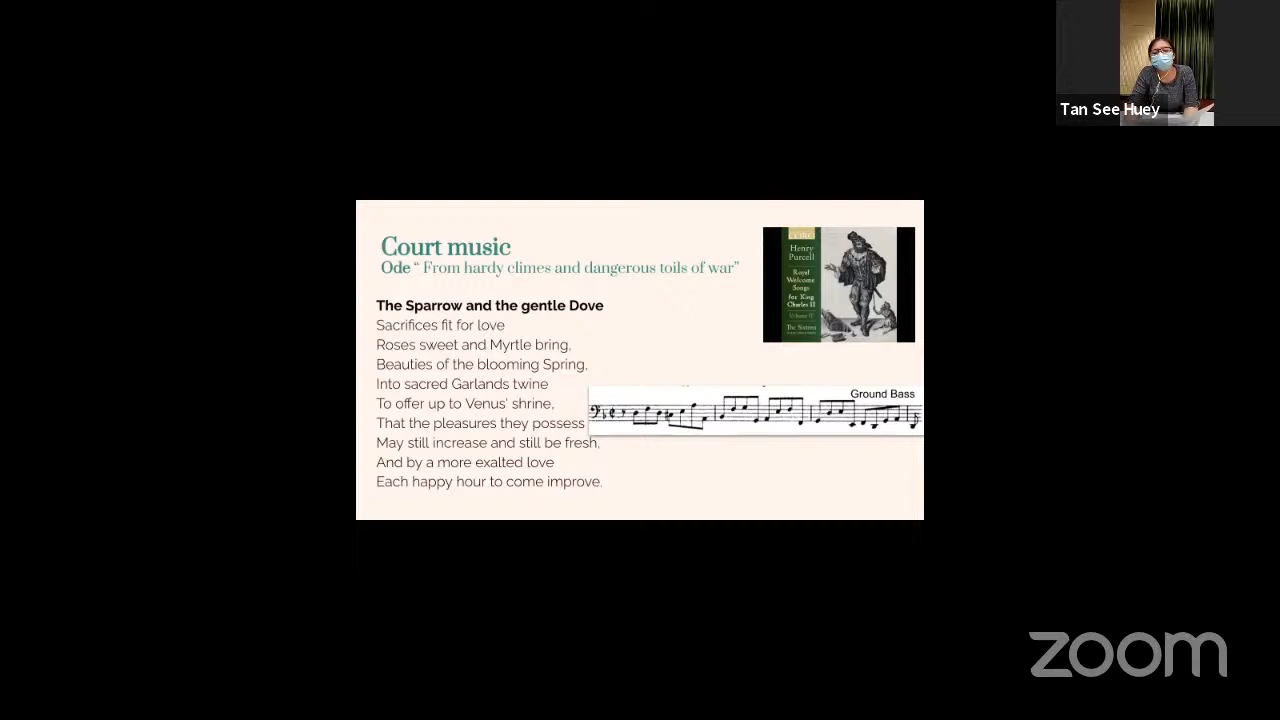 Tan See Huey
Court music
Ode “ From hardy climes and dangerous toils of war”
The Sparrow and the gentle Dove
Sacrifices fit for love
Roses sweet and Myrtle bring,
Beauties of the blooming Spring,
Into sacred Garlands twine
To offer up to Venus’ shrine,
That the pleasures they possess
May still increase and still be fresh,
And by a more exalted love
Each happy hour to come improve.
Henry
Purcell
Royal
Welcome
Songs
for King
Charles II
Volume II
The Sixteen
Ground Bass
zoom